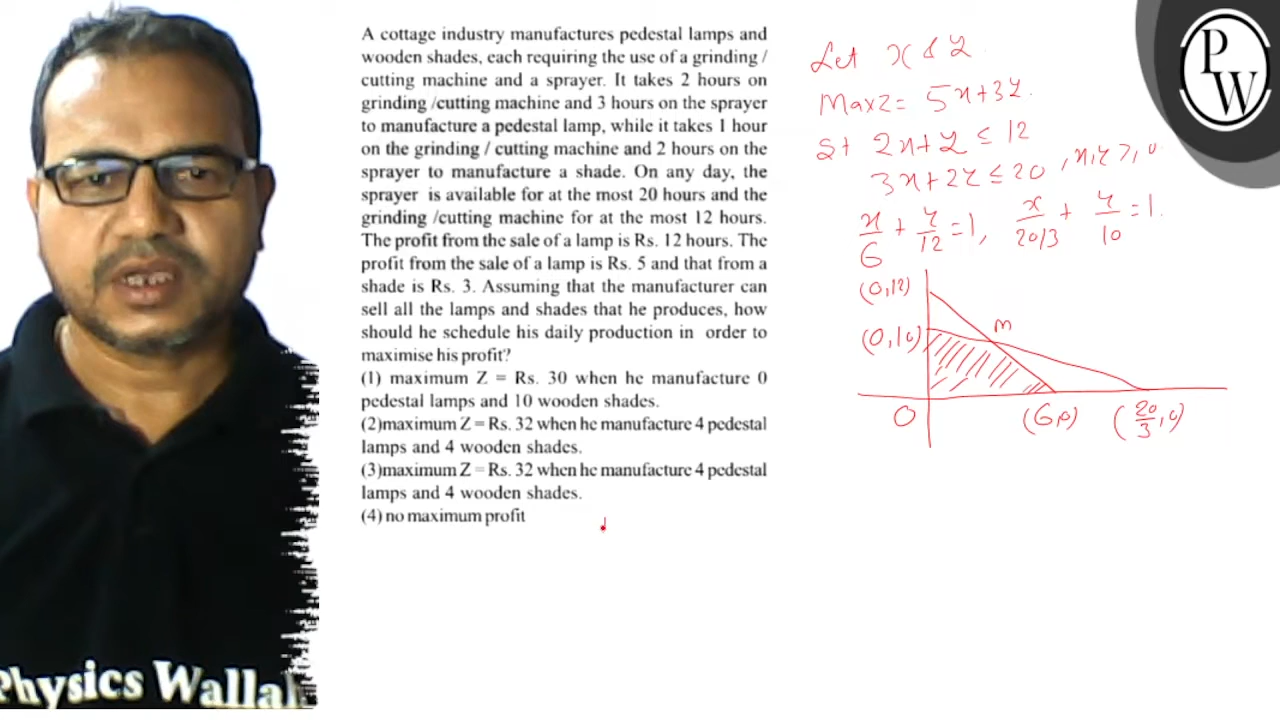 A cottage industry manufactures pedestal lamps and
wooden shades, each requiring the use of a grinding /
cutting machine and a sprayer. It takes 2 hours on
grinding /cutting machine and 3 hours on the sprayer
to manufacture a pedestal lamp, while it takes 1 hour
on the grinding / cutting machine and 2 hours on the
sprayer to manufacture a shade. On any day, the
sprayer is available for at the most 20 hours and the
grinding /cutting machine for at the most 12 hours.
The profit from the sale of a lamp is Rs. 12 hours. The
profit from the sale of a lamp is Rs. 5 and that from a
shade is Rs. 3. Assuming that the manufacturer can
sell all the lamps and shades that he produces, how
should he schedule his daily production in order to
maximise his profit?
(1) maximum Z = Rs. 30 when he manufacture 0
pedestal lamps and 10 wooden shades.
(2)maximum Z = Rs. 32 when he manufacture 4 pedestal
lamps and 4 wooden shades.
(3)maximum Z = Rs. 32 when he manufacture 4 pedestal
lamps and 4 wooden shades.
(4) no maximum profit
Let x & y
Max Z = 5x+3y.
St 2x+y ≤ 12
3x+2y ≤ 20, x,y ≥, 0
x/6 + y/12 = 1, x/20/3 + y/10 = 1.
(0,12)
(0,10)
M
O
(6,0)
(20/3,0)
PW
Physics Wallah